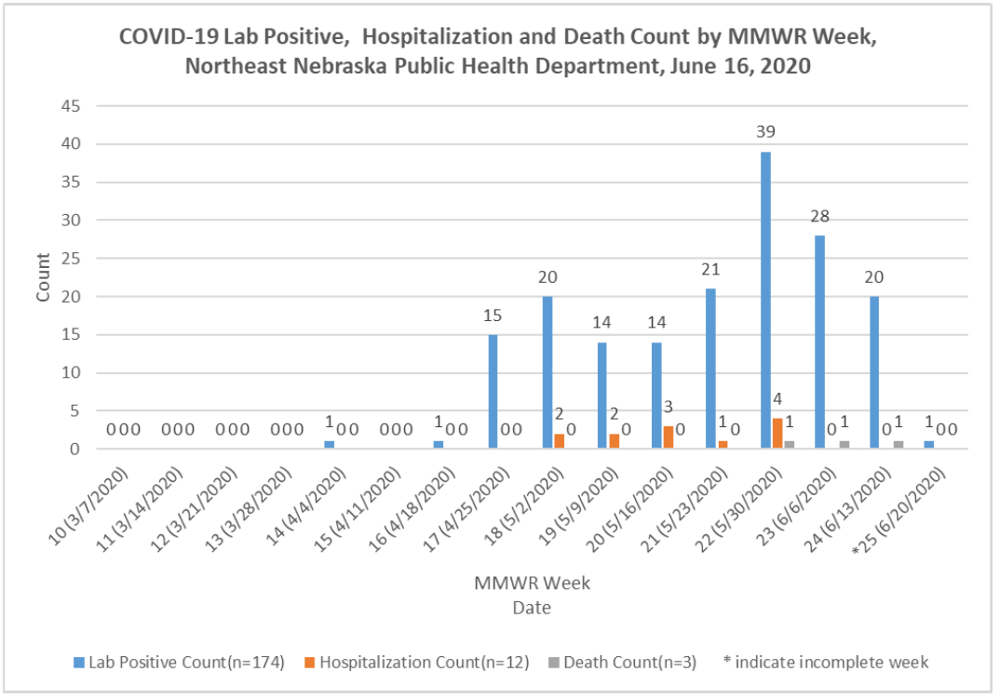 COVID-19 Lab Positive,  Hospitalization and Death Count by MMWR Week,
Northeast Nebraska Public Health Department, June 16, 2020
45
40
35
30
25
20
15
10
5
0
Count
0 0 0
0 0 0
0 0 0
0 0 0
1 0 0
0 0 0
1 0 0
15 0 0
20 2 0
14 2 0
14 3 0
21 1 0
39 4 1
28 0 1
20 0 1
1 0 0
10 (3/7/2020)
11 (3/14/2020)
12 (3/21/2020)
13 (3/28/2020)
14 (4/4/2020)
15 (4/11/2020)
16 (4/18/2020)
17 (4/25/2020)
18 (5/2/2020)
19 (5/9/2020)
20 (5/16/2020)
21 (5/23/2020)
22 (5/30/2020)
23 (6/6/2020)
24 (6/13/2020)
*25 (6/20/2020)
MMWR Week
Date
Lab Positive Count(n=174) Hospitalization Count(n=12) Death Count(n=3) * indicate incomplete week